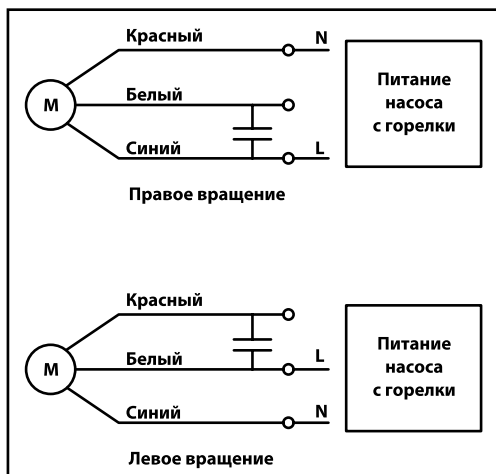 Красный
N
Белый
M
Синий
L
Питание
насоса
с горелки
Правое вращение
Красный
Белый
L
M
Синий
N
Питание
насоса
с горелки
Левое вращение